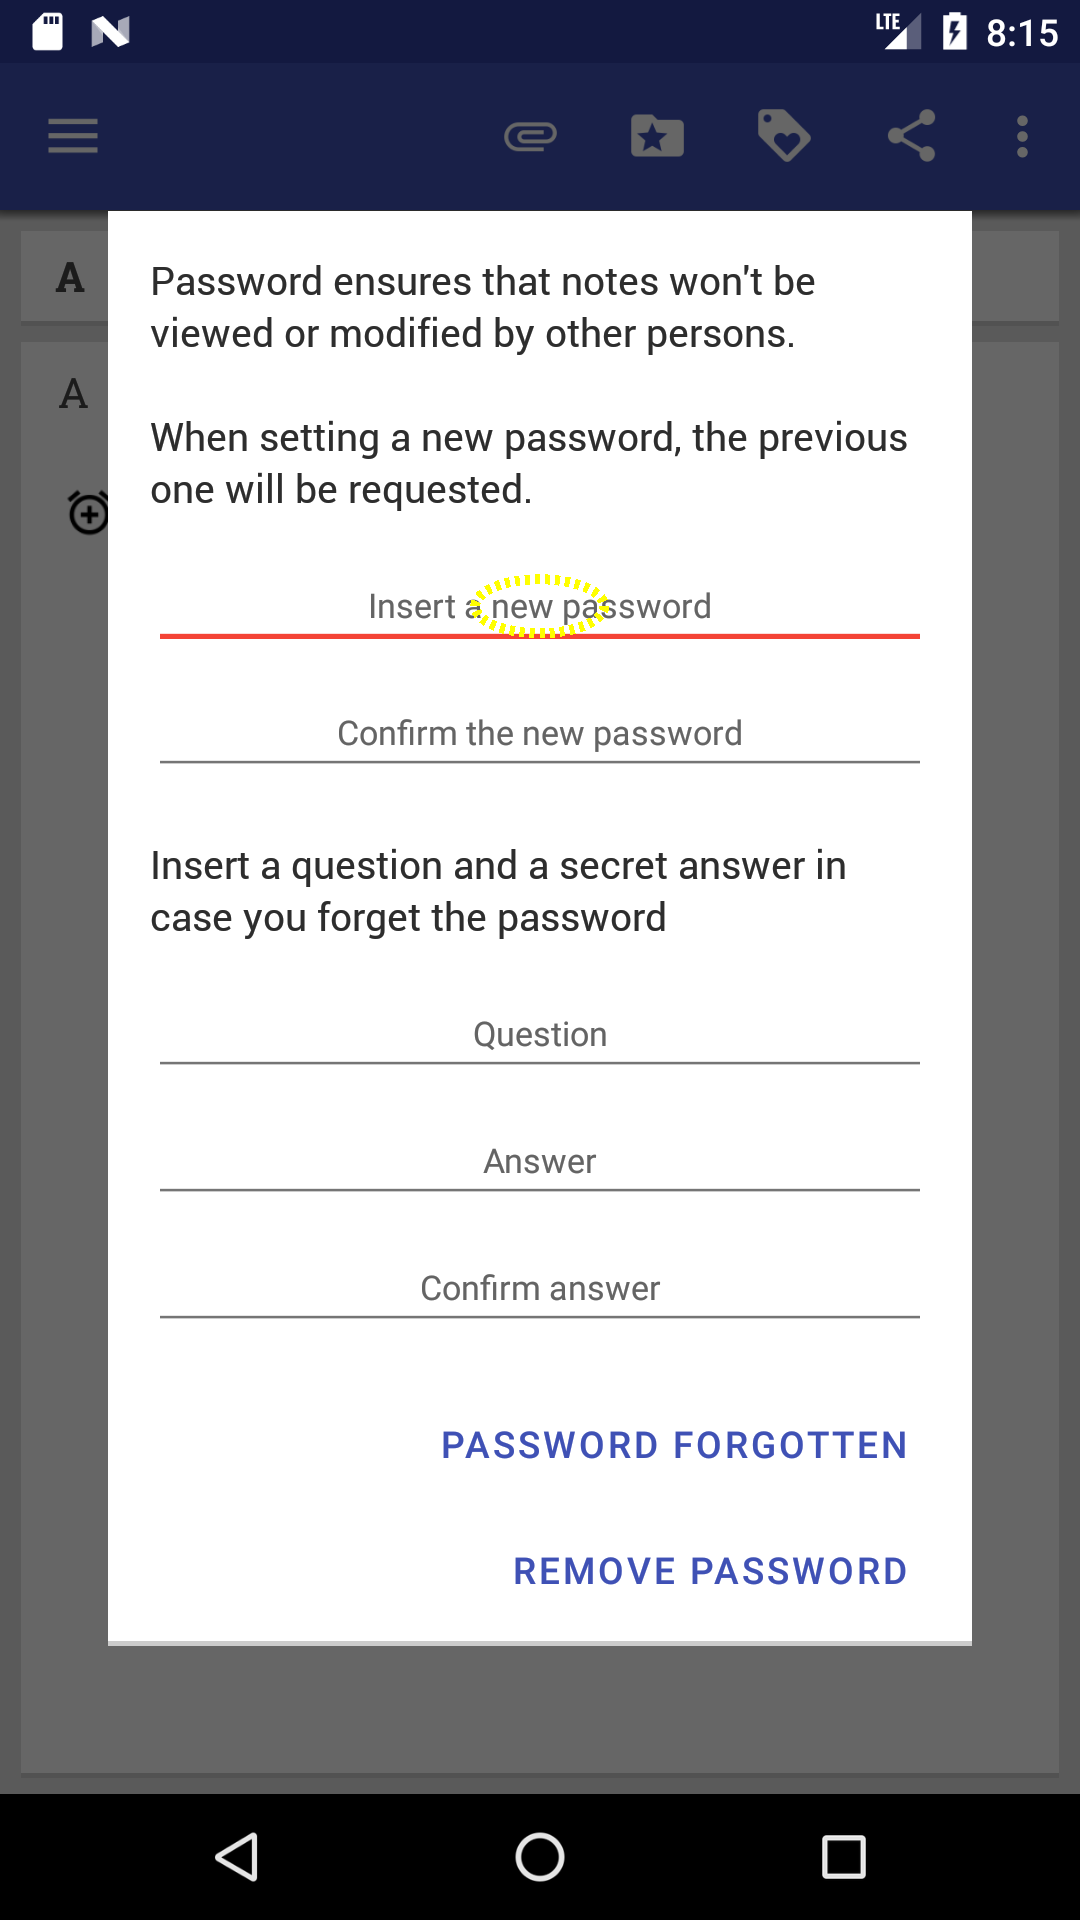 LTE 8:15
A
Password ensures that notes won't be
viewed or modified by other persons.
A
When setting a new password, the previous
one will be requested.
Insert a new password
Confirm the new password
Insert a question and a secret answer in
case you forget the password
Question
Answer
Confirm answer
PASSWORD FORGOTTEN
REMOVE PASSWORD